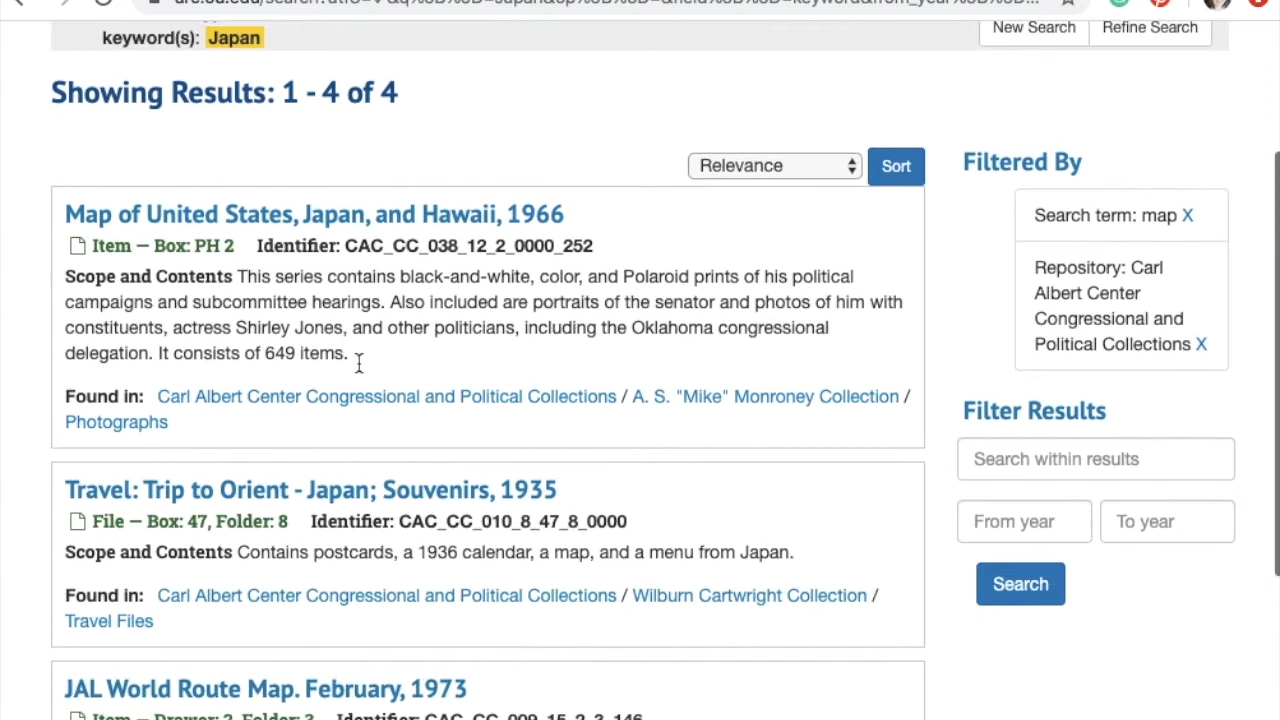 keyword(s): Japan
New Search Refine Search
Showing Results: 1 - 4 of 4
Relevance Sort
Map of United States, Japan, and Hawaii, 1966
Item — Box: PH 2 Identifier: CAC_CC_038_12_2_0000_252
Scope and Contents This series contains black-and-white, color, and Polaroid prints of his political
campaigns and subcommittee hearings. Also included are portraits of the senator and photos of him with
constituents, actress Shirley Jones, and other politicians, including the Oklahoma congressional
delegation. It consists of 649 items.
Found in: Carl Albert Center Congressional and Political Collections / A. S. "Mike" Monroney Collection /
Photographs
Travel: Trip to Orient - Japan; Souvenirs, 1935
File — Box: 47, Folder: 8 Identifier: CAC_CC_010_8_47_8_0000
Scope and Contents Contains postcards, a 1936 calendar, a map, and a menu from Japan.
Found in: Carl Albert Center Congressional and Political Collections / Wilburn Cartwright Collection /
Travel Files
JAL World Route Map. February, 1973
Item — Drawer: 2, Folder: 3 Identifier: CAC_CC_009_15_2_3_146
Filtered By
Search term: map X
Repository: Carl
Albert Center
Congressional and
Political Collections X
Filter Results
Search within results
From year To year
Search